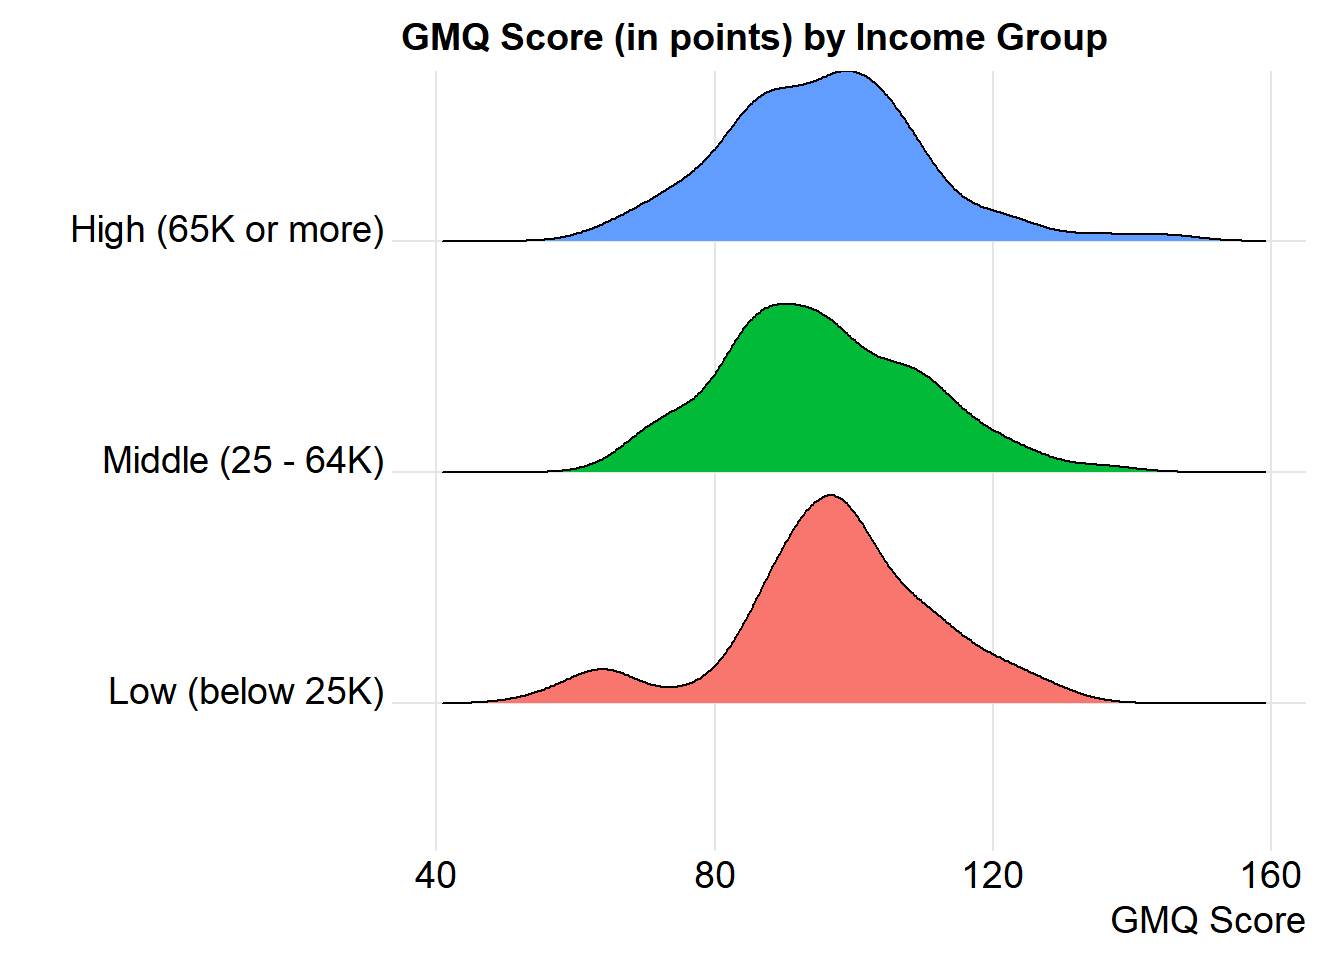 GMQ Score (in points) by Income Group
High (65K or more)
Middle (25 - 64K)
Low (below 25K)
40 80 120 160
GMQ Score